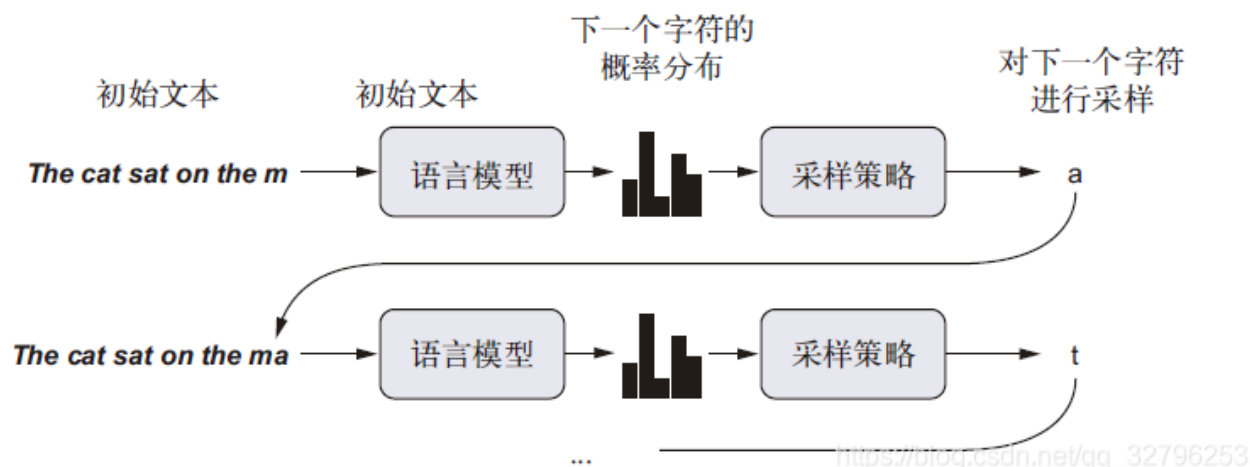 下一个字符的
概率分布
对下一个字符
进行采样
初始文本
初始文本
The cat sat on the m
语言模型
采样策略
a
The cat sat on the ma
语言模型
采样策略
t
...
https://blog.csdn.net/qq_32796253